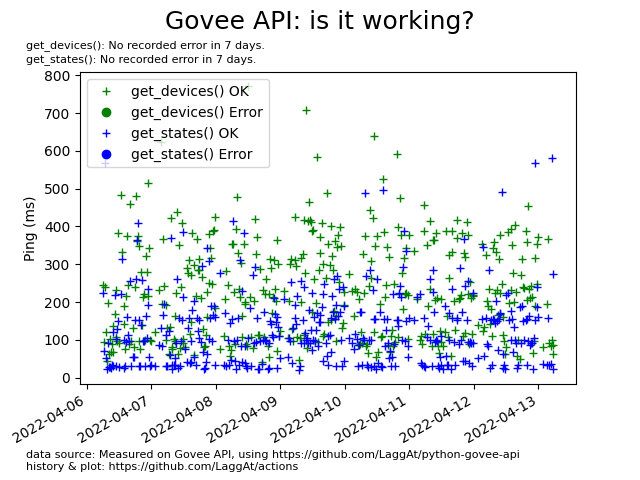 Govee API: is it working?
get_devices(): No recorded error in 7 days.
get_states(): No recorded error in 7 days.
800
700
600
500
400
300
200
100
0
Ping (ms)
get_devices() OK
get_devices() Error
get_states() OK
get_states() Error
2022-04-06
2022-04-07
2022-04-08
2022-04-09
2022-04-10
2022-04-11
2022-04-12
2022-04-13
data source: Measured on Govee API, using https://github.com/LaggAt/python-govee-api
history & plot: https://github.com/LaggAt/actions